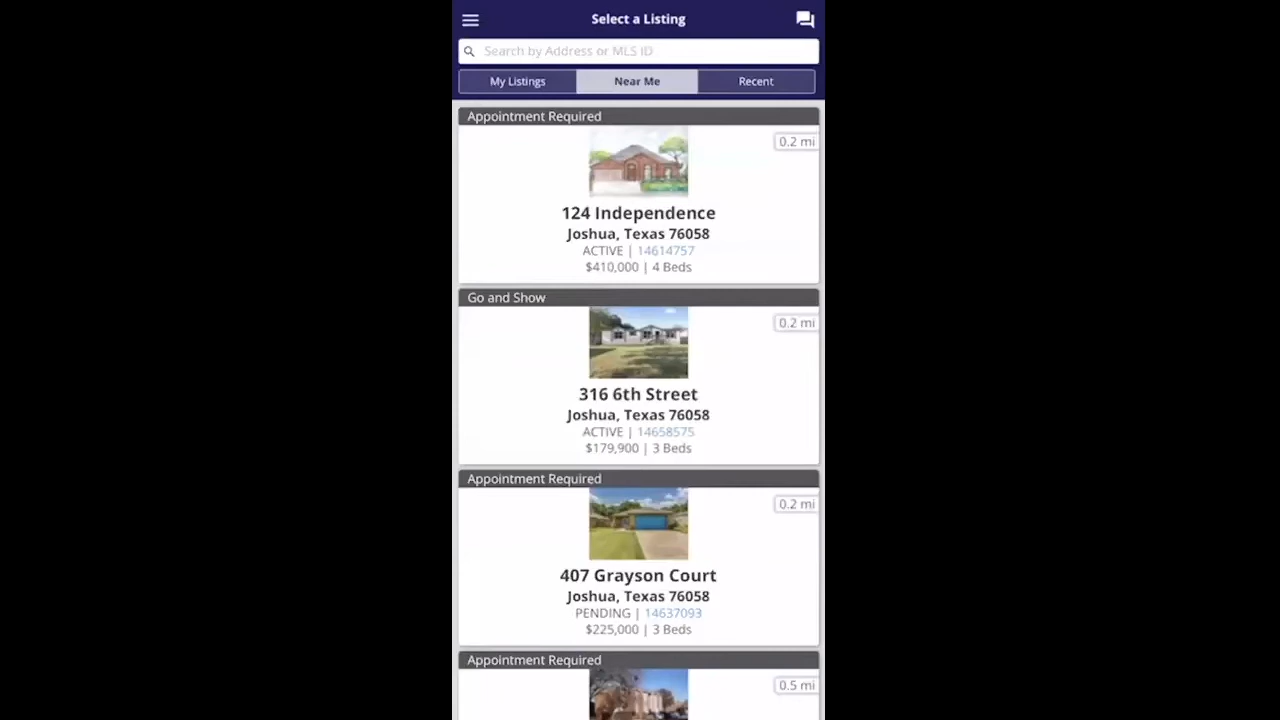 Select a Listing
Search by Address or MLS ID
My Listings Near Me Recent
Appointment Required
0.2 mi
124 Independence
Joshua, Texas 76058
ACTIVE | 14614757
$410,000 | 4 Beds
Go and Show
0.2 mi
316 6th Street
Joshua, Texas 76058
ACTIVE | 14658575
$179,900 | 3 Beds
Appointment Required
0.2 mi
407 Grayson Court
Joshua, Texas 76058
PENDING | 14637093
$225,000 | 3 Beds
Appointment Required
0.5 mi